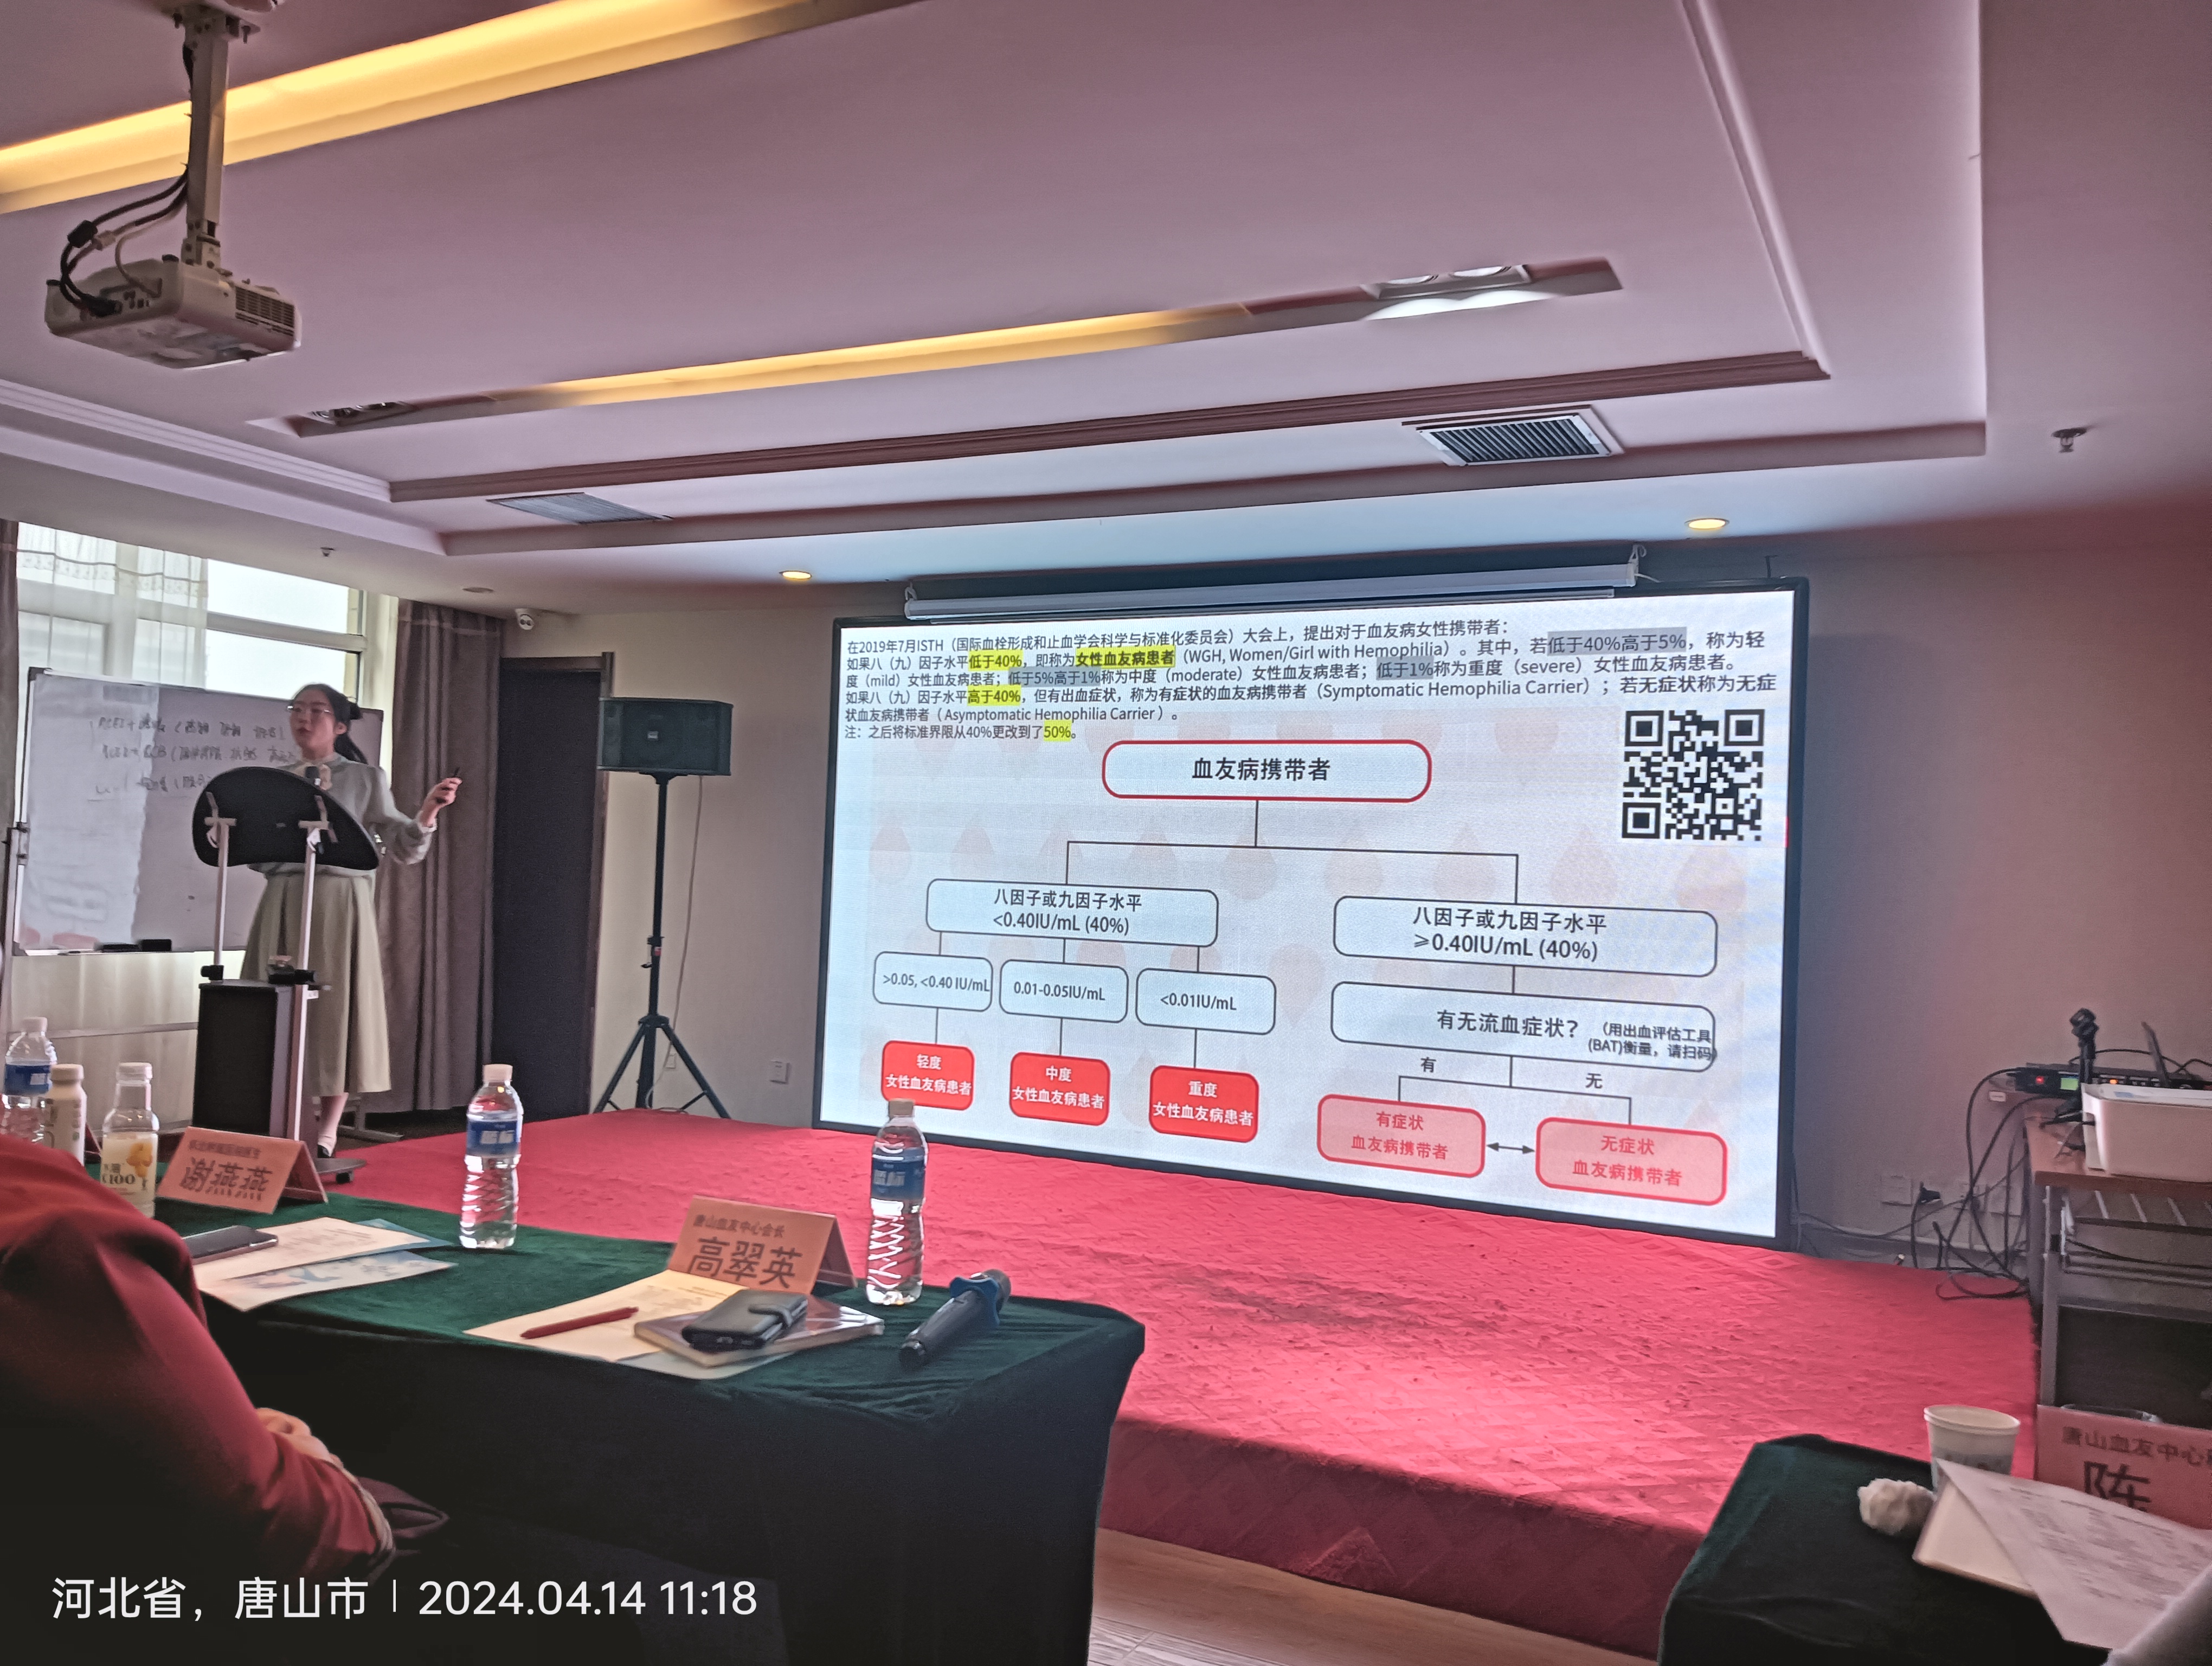 在2019年7月ISTH（国际血栓形成和止血学会科学与标准化委员会）大会上，提出对于血友病女性携带者：
如果八（九）因子水平低于40%，即称为女性血友病患者（WGH, Women/Girl with Hemophilia）。其中，若低于40%高于5%，称为轻
度（mild）女性血友病患者；低于5%高于1%称为中度（moderate）女性血友病患者；低于1%称为重度（severe）女性血友病患者。
如果八（九）因子水平高于40%，但有出血症状，称为有症状的血友病携带者（Symptomatic Hemophilia Carrier）；若无症状称为无症
状血友病携带者（Asymptomatic Hemophilia Carrier）。
注：之后将标准界限从40%更改到了50%。
血友病携带者
八因子或九因子水平
<0.40IU/mL (40%)
八因子或九因子水平
≥0.40IU/mL (40%)
>0.05, <0.40 IU/mL
0.01-0.05IU/mL
<0.01IU/mL
有无流血症状？（用出血评估工具
(BAT)衡量，请扫码）
有
无
轻度
女性血友病患者
中度
女性血友病患者
重度
女性血友病患者
有症状
血友病携带者
无症状
血友病携带者
谢燕燕
唐山血友中心会长
高翠英
唐山血友中心
陈
河北省，唐山市 | 2024.04.14 11:18